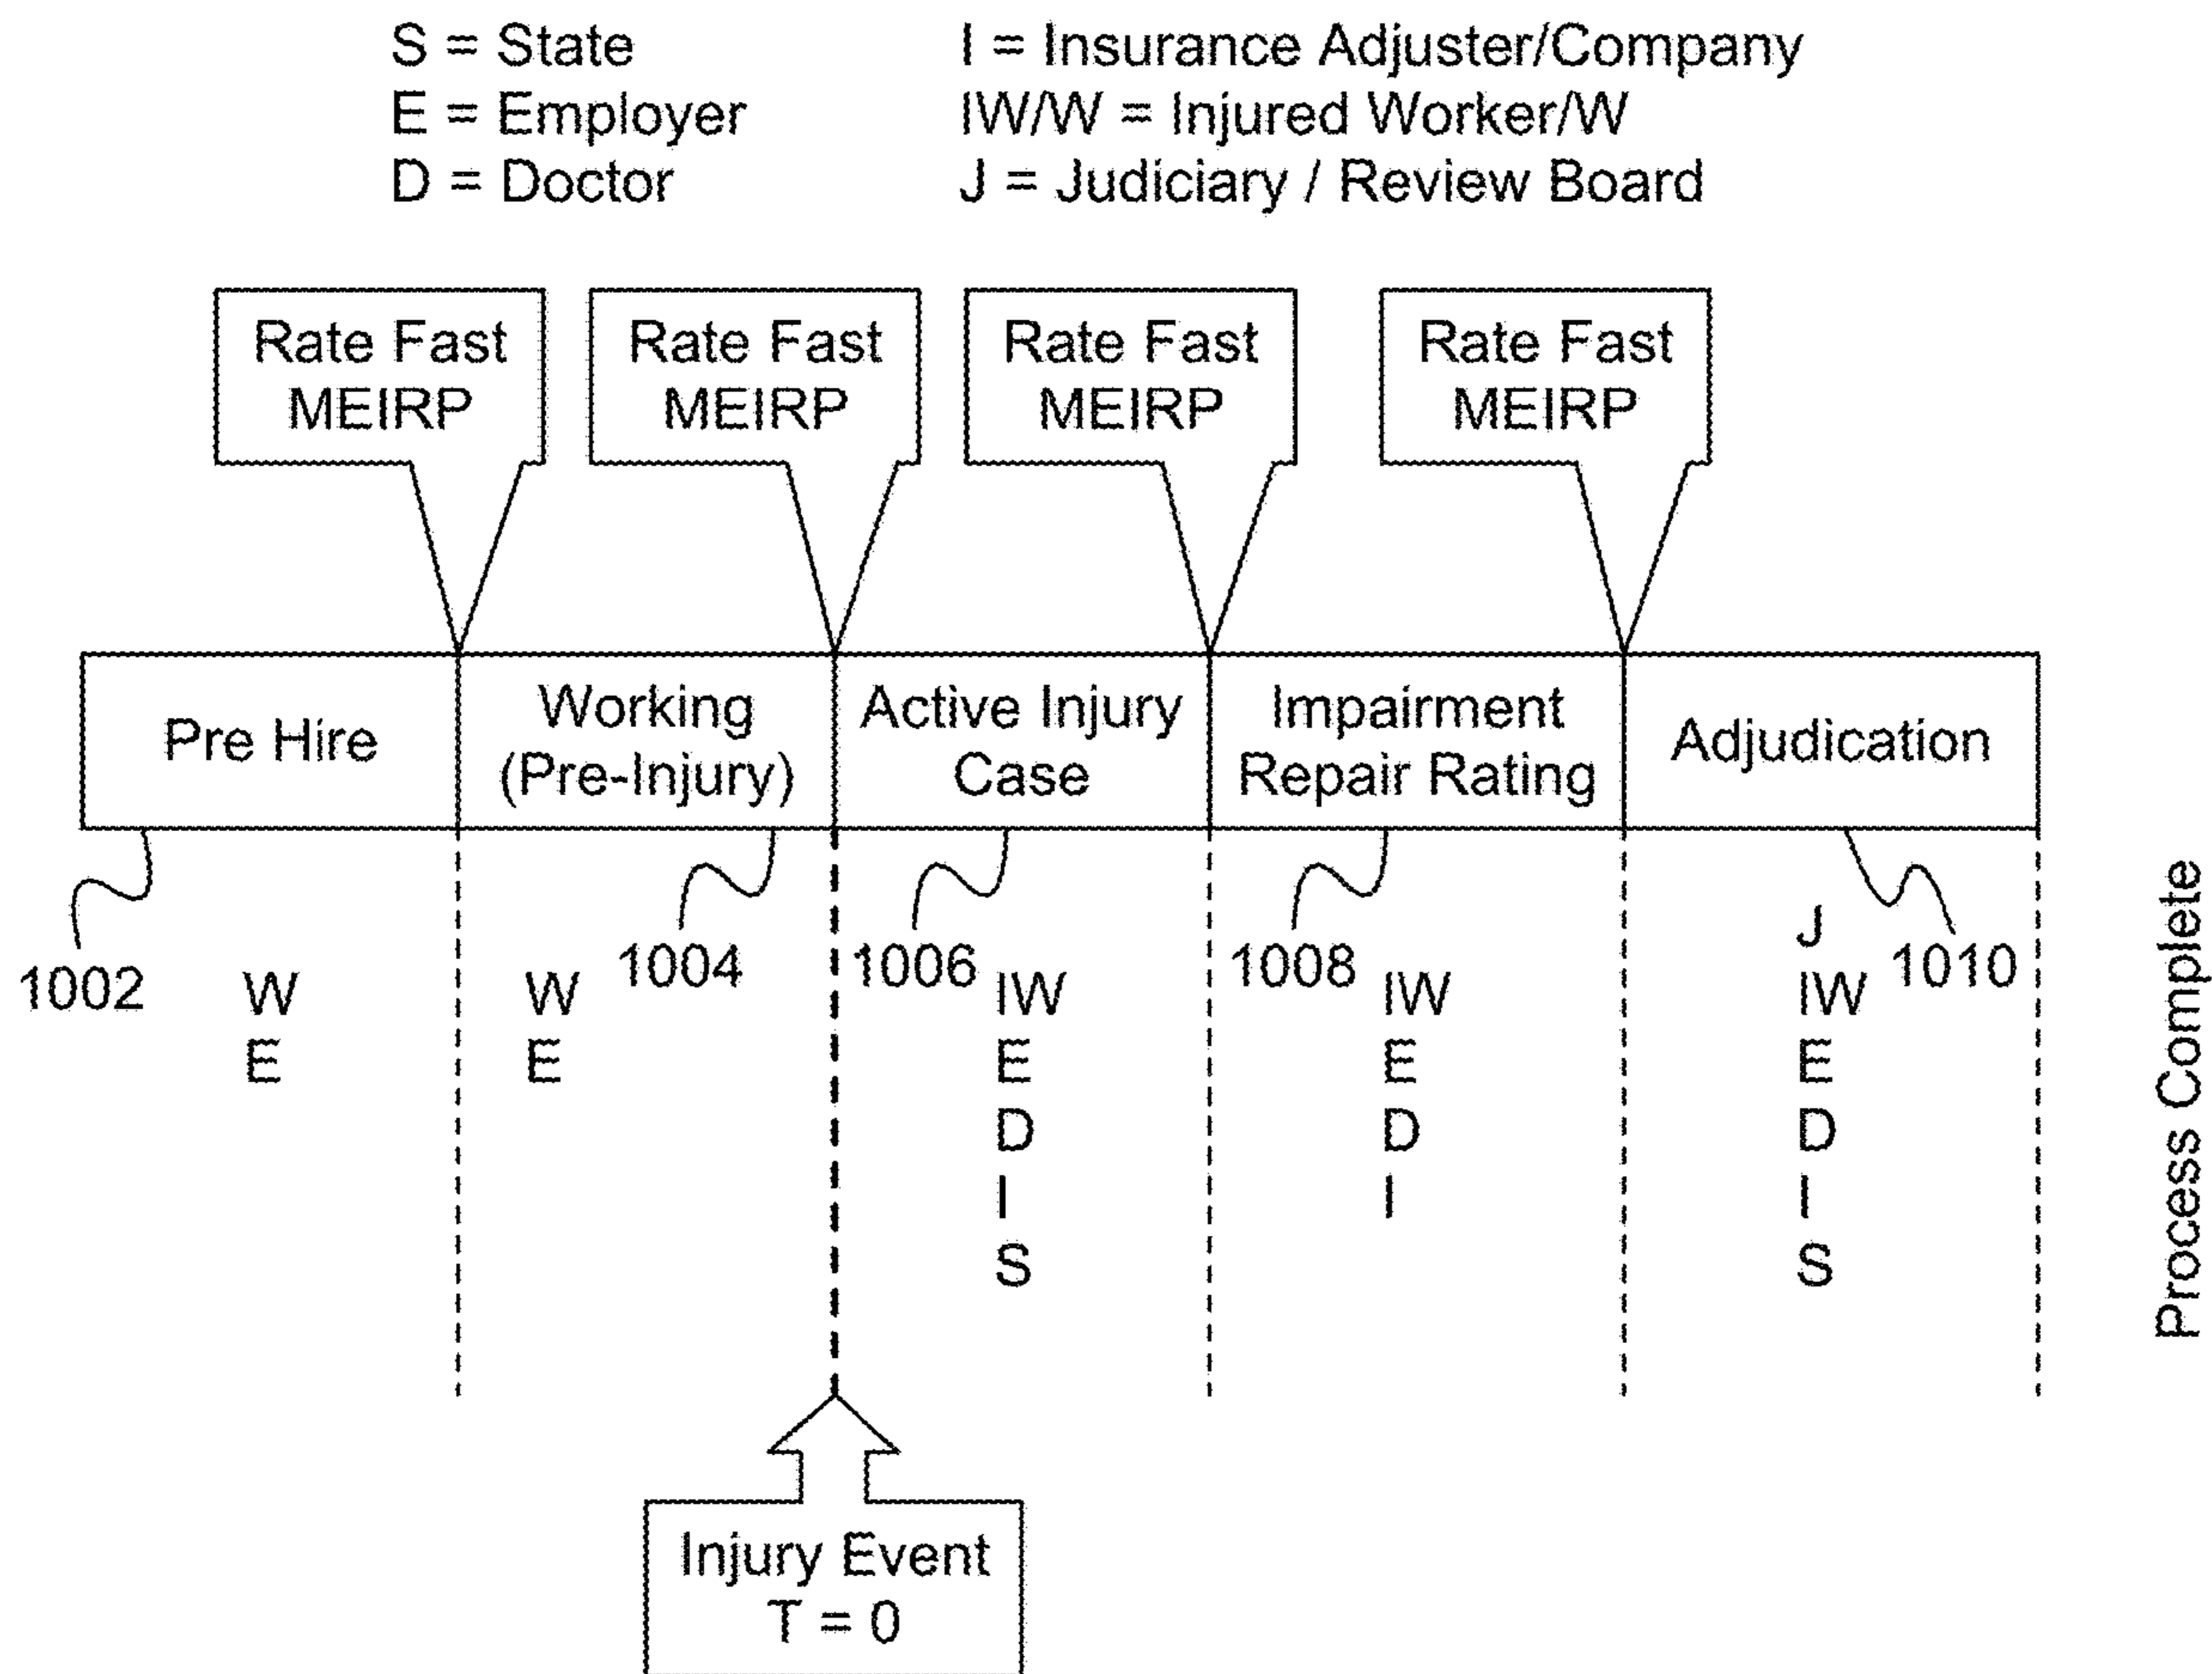 S = State
E = Employer
D = Doctor
I = Insurance Adjuster/Company
IW/W = Injured Worker/W
J = Judiciary / Review Board
Rate Fast
MEIRP
Rate Fast
MEIRP
Rate Fast
MEIRP
Rate Fast
MEIRP
Pre Hire
Working
(Pre-Injury)
Active Injury
Case
Impairment
Repair Rating
Adjudication
1002
W
E
1004
W
E
1006
IW
E
D
I
S
1008
IW
E
D
I
1010
J
IW
E
D
I
S
Process Complete
Injury Event
T = 0